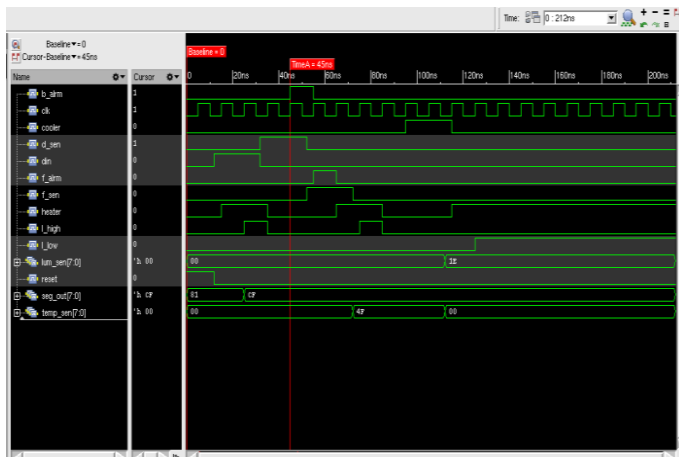 Time: 0 : 212ns
Baseline = 0
Cursor-Baseline = 45ns
Baseline = 0
TimeA = 45ns
Name Cursor 0 20ns 40ns 60ns 80ns 100ns 120ns 140ns 160ns 180ns 200ns
b_alrm 1
clk 1
cooler 0
d_sen 1
din 0
f_alrm 0
f_sen 0
heater 0
l_high 0
l_low 0
lum_sen[7:0] 'h 00 00 1E
reset 0
seg_out[7:0] 'h CF 81 CF
temp_sen[7:0] 'h 00 00 4F 00